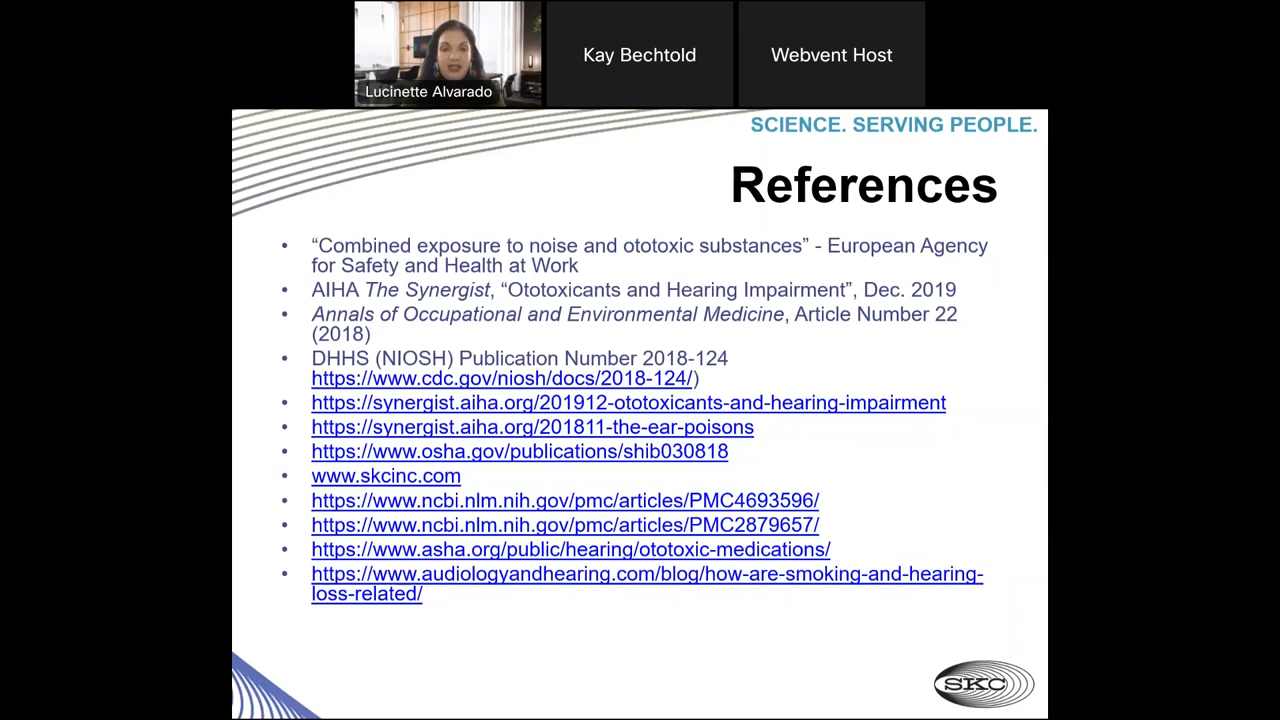 Lucinette Alvarado
Kay Bechtold
Webvent Host
SCIENCE. SERVING PEOPLE.
References
• “Combined exposure to noise and ototoxic substances” - European Agency
for Safety and Health at Work
• AIHA The Synergist, “Ototoxicants and Hearing Impairment”, Dec. 2019
• Annals of Occupational and Environmental Medicine, Article Number 22
(2018)
• DHHS (NIOSH) Publication Number 2018-124
https://www.cdc.gov/niosh/docs/2018-124/)
• https://synergist.aiha.org/201912-ototoxicants-and-hearing-impairment
• https://synergist.aiha.org/201811-the-ear-poisons
• https://www.osha.gov/publications/shib030818
• www.skcinc.com
• https://www.ncbi.nlm.nih.gov/pmc/articles/PMC4693596/
• https://www.ncbi.nlm.nih.gov/pmc/articles/PMC2879657/
• https://www.asha.org/public/hearing/ototoxic-medications/
• https://www.audiologyandhearing.com/blog/how-are-smoking-and-hearing-
loss-related/
SKC